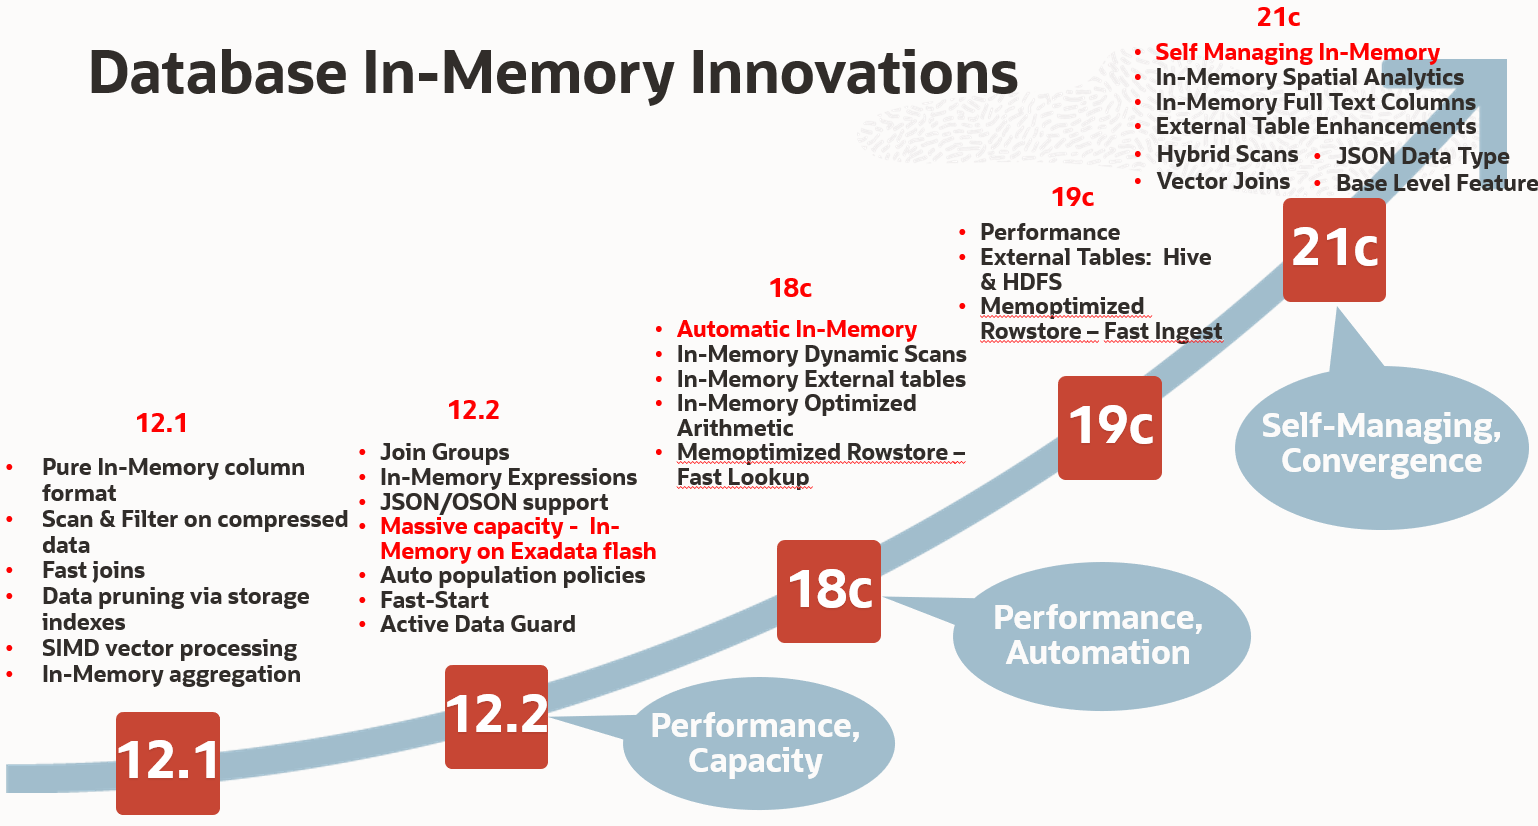 Database In-Memory Innovations
12.1
• Pure In-Memory column
format
• Scan & Filter on compressed
data
• Fast joins
• Data pruning via storage
indexes
• SIMD vector processing
• In-Memory aggregation
12.1
12.2
• Join Groups
• In-Memory Expressions
• JSON/OSON support
• Massive capacity - In-
Memory on Exadata flash
• Auto population policies
• Fast-Start
• Active Data Guard
12.2
Performance,
Capacity
18c
• Automatic In-Memory
• In-Memory Dynamic Scans
• In-Memory External tables
• In-Memory Optimized
Arithmetic
• Memoptimized Rowstore –
Fast Lookup
18c
Performance,
Automation
19c
• Performance
• External Tables: Hive
& HDFS
• Memoptimized
Rowstore – Fast Ingest
19c
21c
• Self Managing In-Memory
• In-Memory Spatial Analytics
• In-Memory Full Text Columns
• External Table Enhancements
• Hybrid Scans • JSON Data Type
• Vector Joins • Base Level Feature
21c
Self-Managing,
Convergence